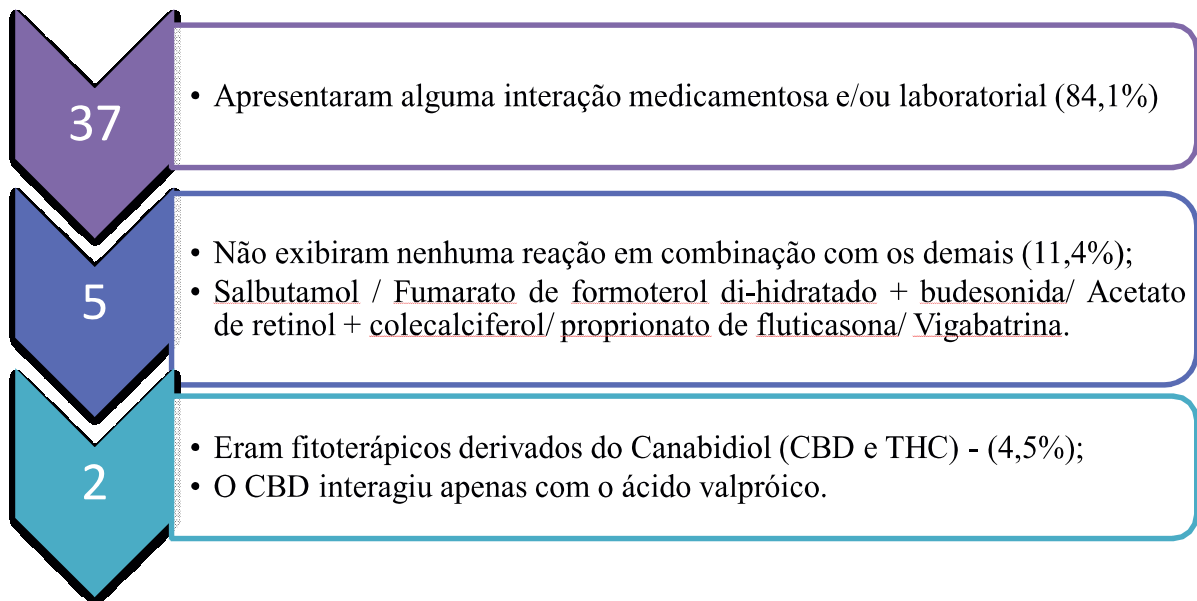 37
• Apresentaram alguma interação medicamentosa e/ou laboratorial (84,1%)
5
• Não exibiram nenhuma reação em combinação com os demais (11,4%);
• Salbutamol / Fumarato de formoterol di-hidratado + budesonida/ Acetato
de retinol + colecalciferol/ proprionato de fluticasona/ Vigabatrina.
2
• Eram fitoterápicos derivados do Canabidiol (CBD e THC) - (4,5%);
• O CBD interagiu apenas com o ácido valpróico.